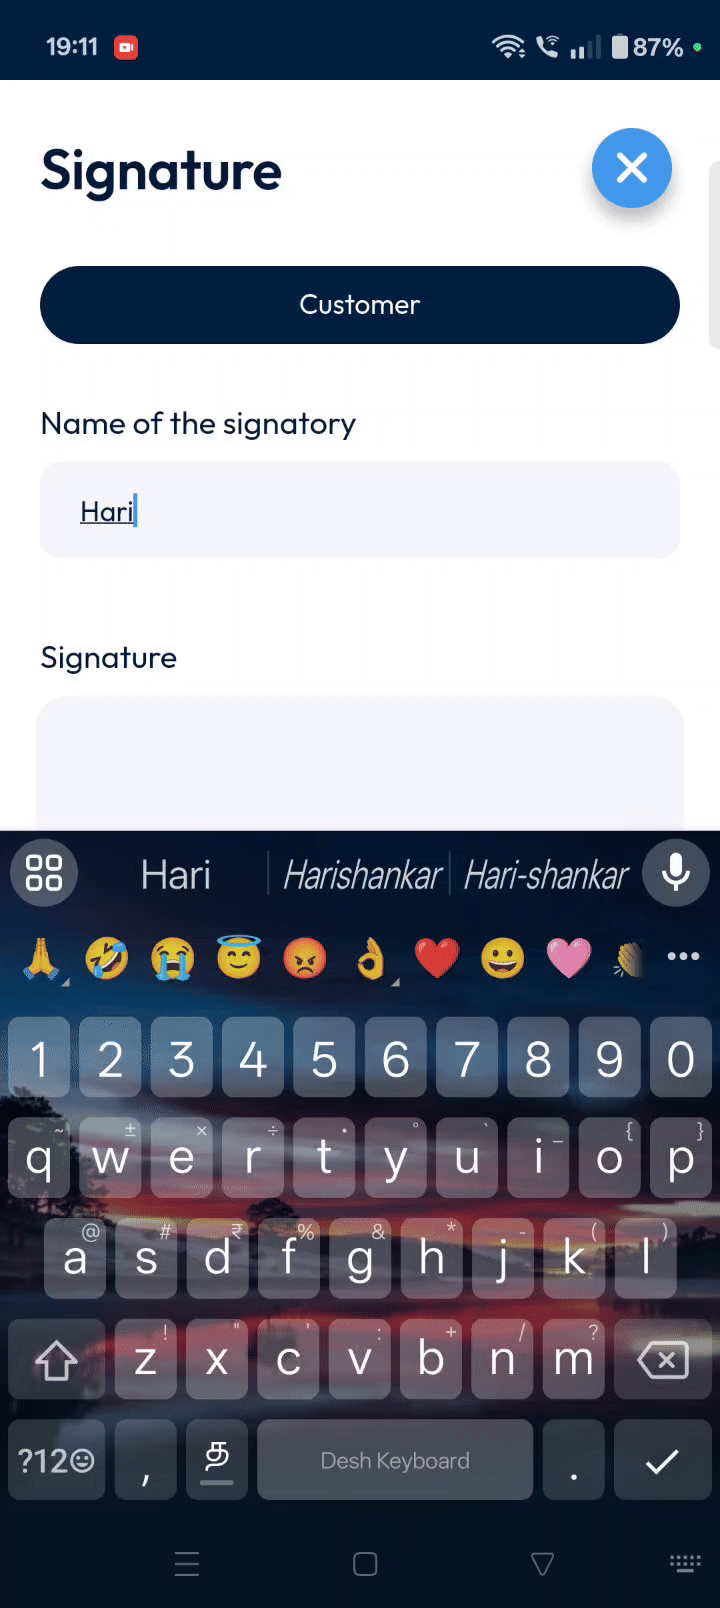 19:11
87%
Signature
Customer
Name of the signatory
Hari
Signature
Hari Harishankar Hari-shankar
1 2 3 4 5 6 7 8 9 0
~ ± × ÷ • ° ` _ { }
q w e r t y u i o p
@ # ₹ % & * - ( )
a s d f g h j k l
! " ' : + / ?
z x c v b n m
?12 , த Desh Keyboard .